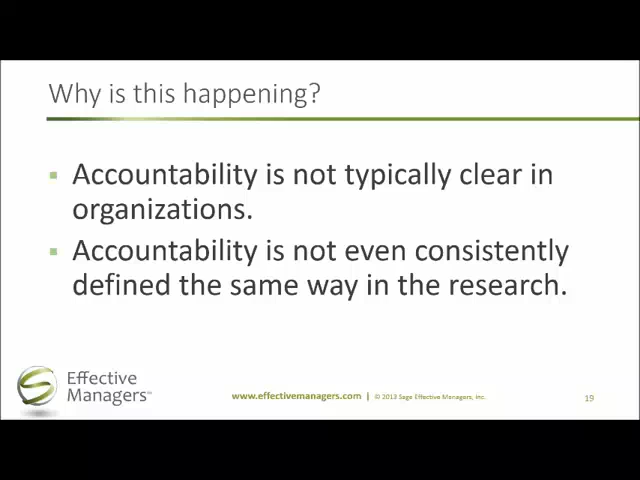 Why is this happening?
Accountability is not typically clear in
organizations.
Accountability is not even consistently
defined the same way in the research.
Effective
Managers™
www.effectivemanagers.com | © 2013 Sage Effective Managers, Inc.
19